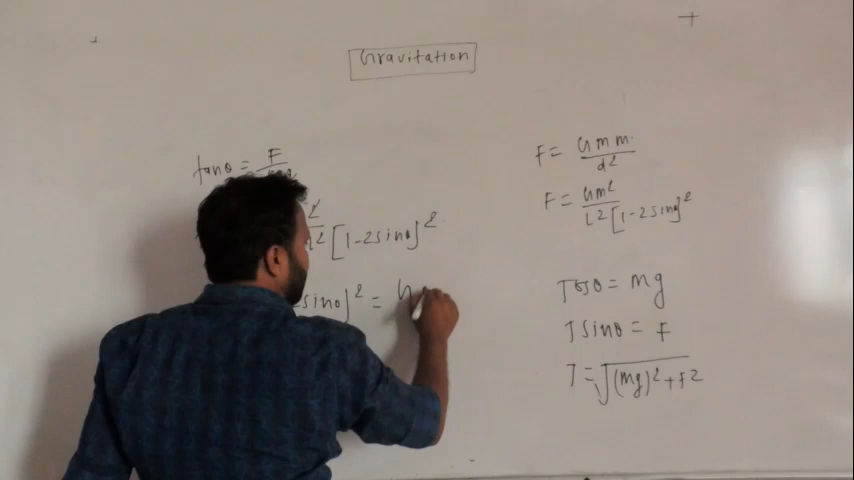 Gravitation
tanθ = F
[1-2sinθ]²
sinθ]² =
F = GMM
d²
F = GM²
L²[1-2sinθ]²
Tcosθ = mg
Tsinθ = F
T = √(mg)²+F²